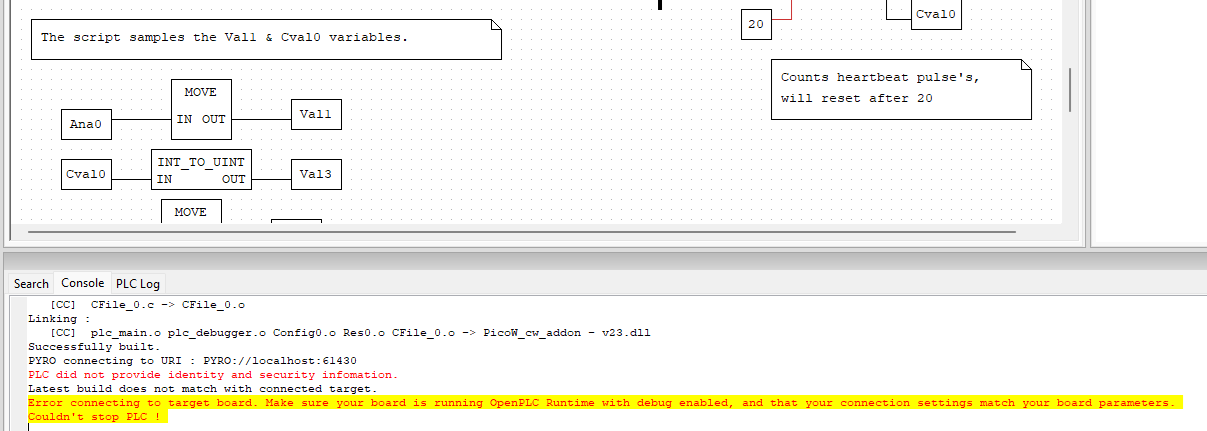 20
Cval0
The script samples the Val1 & Cval0 variables.
Counts heartbeat pulse's,
will reset after 20
MOVE
Ana0
IN OUT
Val1
INT_TO_UINT
Cval0
IN OUT
Val3
MOVE
Search Console PLC Log
[CC] CFile_0.c -> CFile_0.o
Linking :
[CC] plc_main.o plc_debugger.o Config0.o Res0.o CFile_0.o -> PicoW_cw_addon - v23.dll
Successfully built.
PYRO connecting to URI : PYRO://localhost:61430
PLC did not provide identity and security infomation.
Latest build does not match with connected target.
Error connecting to target board. Make sure your board is running OpenPLC Runtime with debug enabled, and that your connection settings match your board parameters.
Couldn't stop PLC !